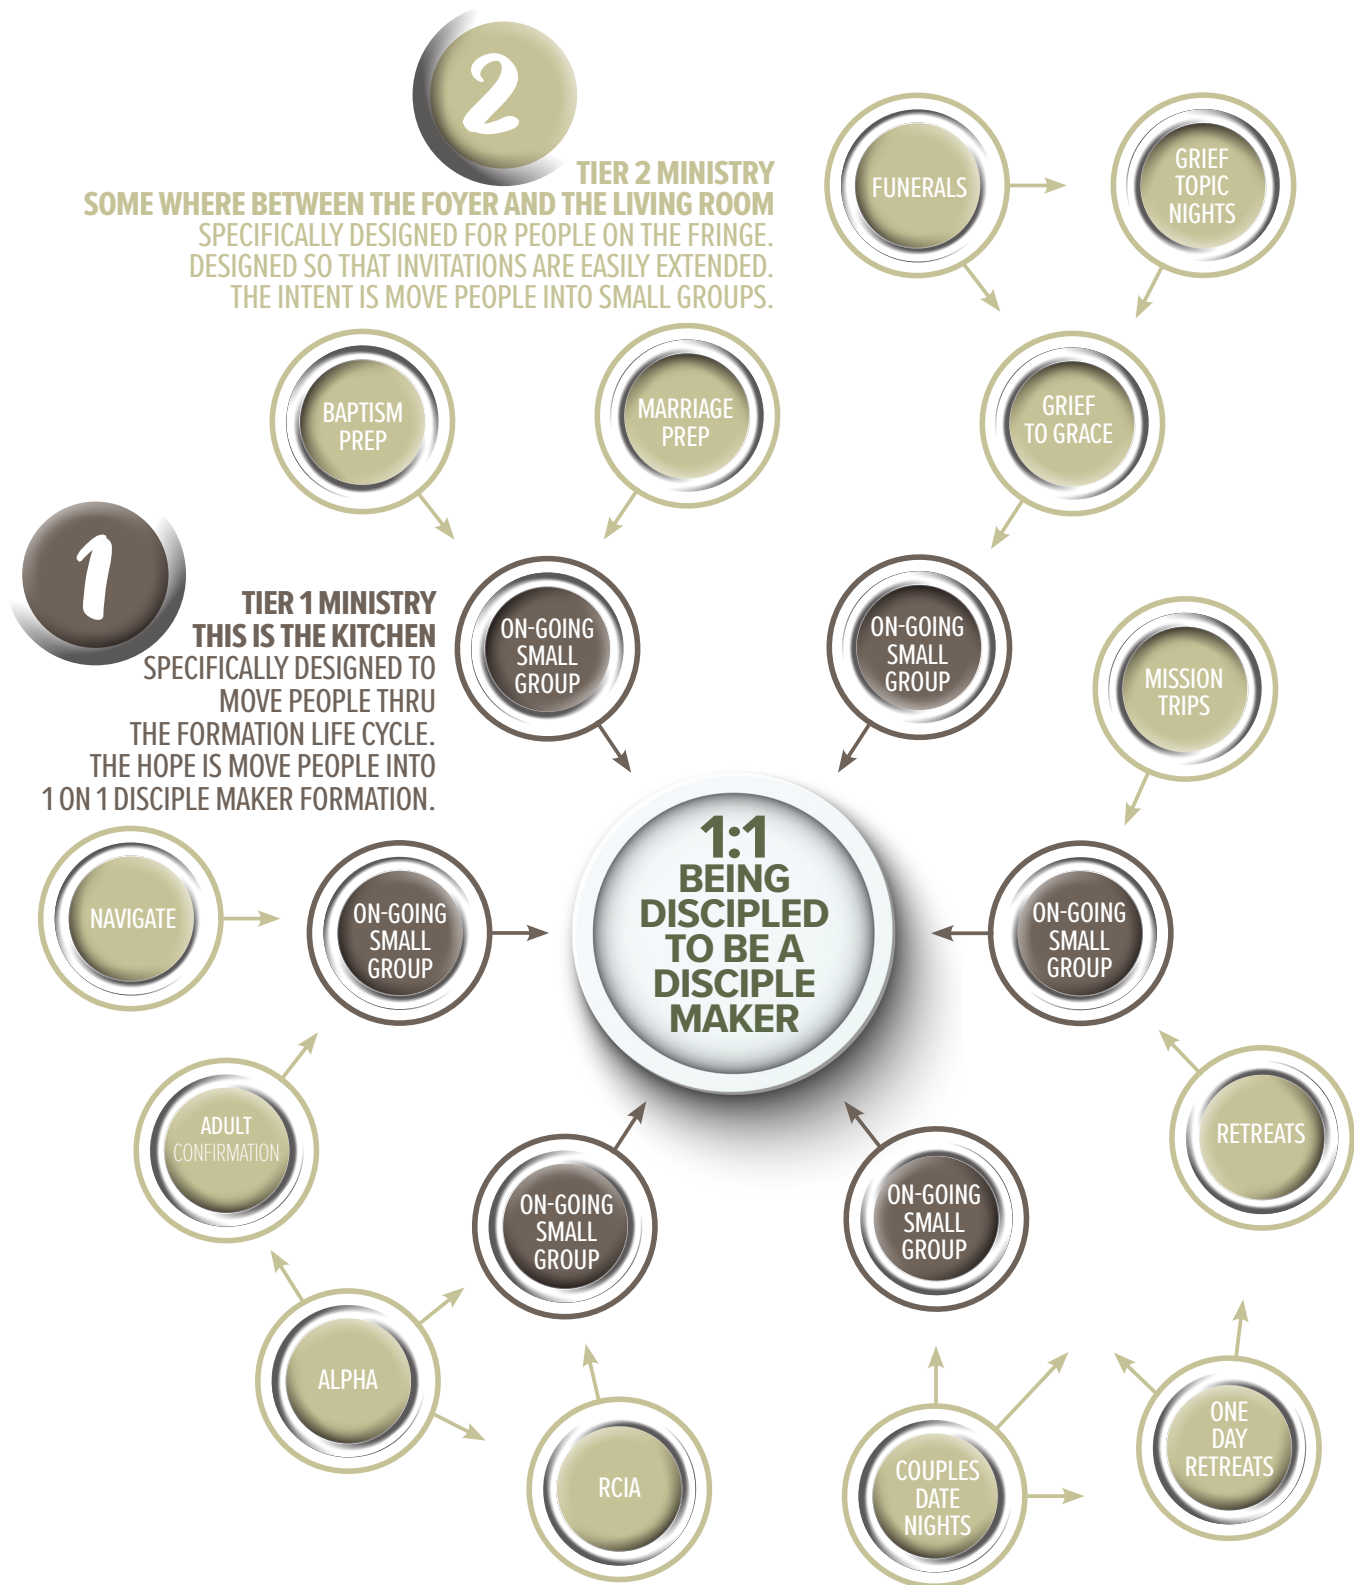 2
TIER 2 MINISTRY
SOME WHERE BETWEEN THE FOYER AND THE LIVING ROOM
SPECIFICALLY DESIGNED FOR PEOPLE ON THE FRINGE.
DESIGNED SO THAT INVITATIONS ARE EASILY EXTENDED.
THE INTENT IS MOVE PEOPLE INTO SMALL GROUPS.
FUNERALS
GRIEF
TOPIC
NIGHTS
BAPTISM
PREP
MARRIAGE
PREP
GRIEF
TO GRACE
1
TIER 1 MINISTRY
THIS IS THE KITCHEN
SPECIFICALLY DESIGNED TO
MOVE PEOPLE THRU
THE FORMATION LIFE CYCLE.
THE HOPE IS MOVE PEOPLE INTO
1 ON 1 DISCIPLE MAKER FORMATION.
ON-GOING
SMALL
GROUP
ON-GOING
SMALL
GROUP
MISSION
TRIPS
NAVIGATE
ON-GOING
SMALL
GROUP
1:1
BEING
DISCIPLED
TO BE A
DISCIPLE
MAKER
ON-GOING
SMALL
GROUP
ADULT
CONFIRMATION
ON-GOING
SMALL
GROUP
ON-GOING
SMALL
GROUP
RETREATS
ALPHA
RCIA
COUPLES
DATE
NIGHTS
ONE
DAY
RETREATS